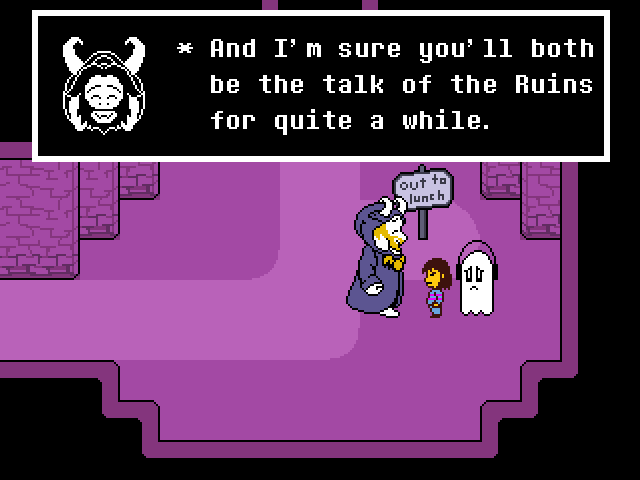 * And I'm sure you'll both
be the talk of the Ruins
for quite a while.
out to
lunch